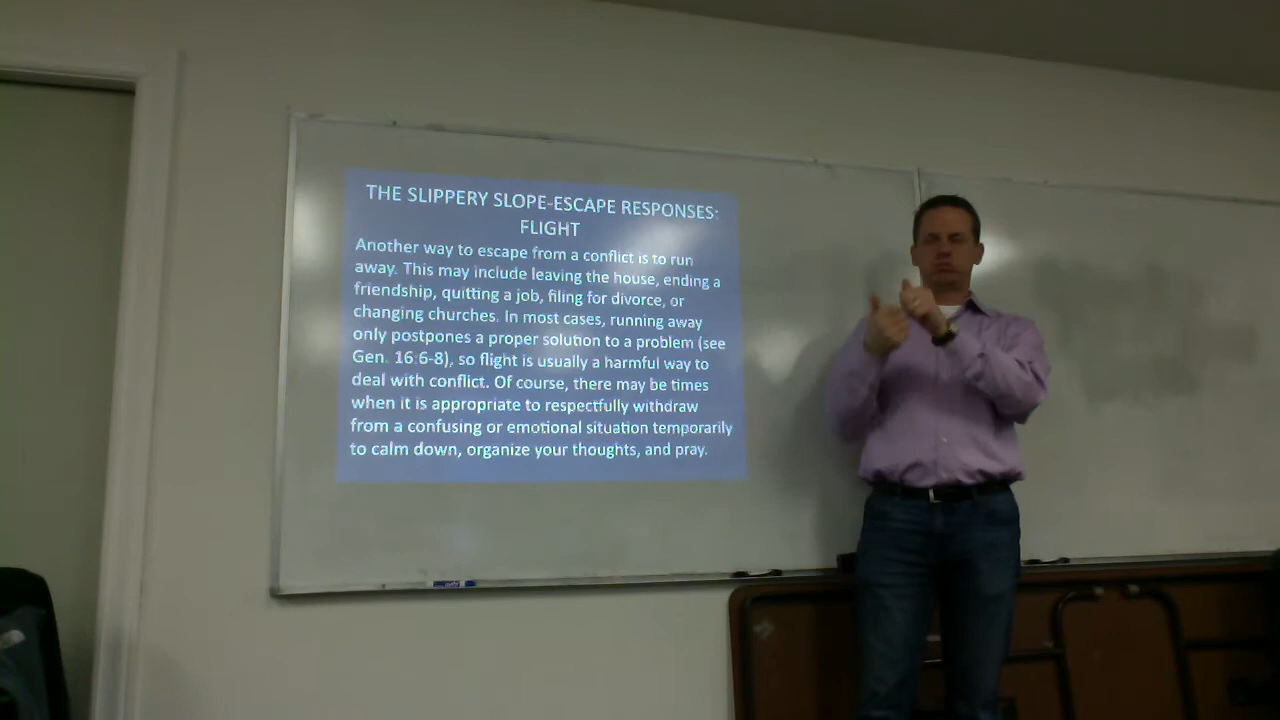 THE SLIPPERY SLOPE-ESCAPE RESPONSES:
FLIGHT
Another way to escape from a conflict is to run
away. This may include leaving the house, ending a
friendship, quitting a job, filing for divorce, or
changing churches. In most cases, running away
only postpones a proper solution to a problem (see
Gen. 16:6-8), so flight is usually a harmful way to
deal with conflict. Of course, there may be times
when it is appropriate to respectfully withdraw
from a confusing or emotional situation temporarily
to calm down, organize your thoughts, and pray.